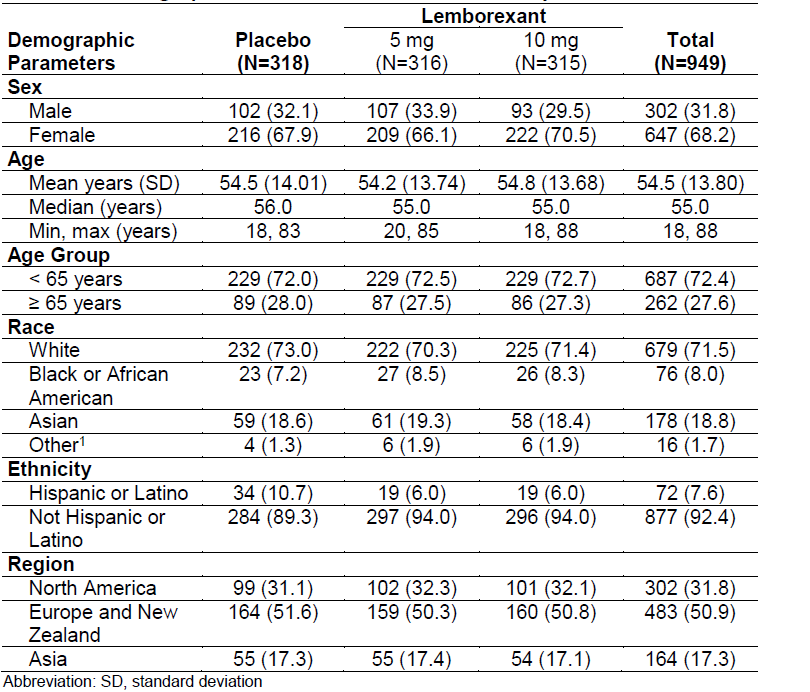 Lemborexant
Demographic Placebo 5 mg 10 mg Total
Parameters (N=318) (N=316) (N=315) (N=949)
Sex
Male 102 (32.1) 107 (33.9) 93 (29.5) 302 (31.8)
Female 216 (67.9) 209 (66.1) 222 (70.5) 647 (68.2)
Age
Mean years (SD) 54.5 (14.01) 54.2 (13.74) 54.8 (13.68) 54.5 (13.80)
Median (years) 56.0 55.0 55.0 55.0
Min, max (years) 18, 83 20, 85 18, 88 18, 88
Age Group
< 65 years 229 (72.0) 229 (72.5) 229 (72.7) 687 (72.4)
≥ 65 years 89 (28.0) 87 (27.5) 86 (27.3) 262 (27.6)
Race
White 232 (73.0) 222 (70.3) 225 (71.4) 679 (71.5)
Black or African 23 (7.2) 27 (8.5) 26 (8.3) 76 (8.0)
American
Asian 59 (18.6) 61 (19.3) 58 (18.4) 178 (18.8)
Other¹ 4 (1.3) 6 (1.9) 6 (1.9) 16 (1.7)
Ethnicity
Hispanic or Latino 34 (10.7) 19 (6.0) 19 (6.0) 72 (7.6)
Not Hispanic or 284 (89.3) 297 (94.0) 296 (94.0) 877 (92.4)
Latino
Region
North America 99 (31.1) 102 (32.3) 101 (32.1) 302 (31.8)
Europe and New 164 (51.6) 159 (50.3) 160 (50.8) 483 (50.9)
Zealand
Asia 55 (17.3) 55 (17.4) 54 (17.1) 164 (17.3)
Abbreviation: SD, standard deviation